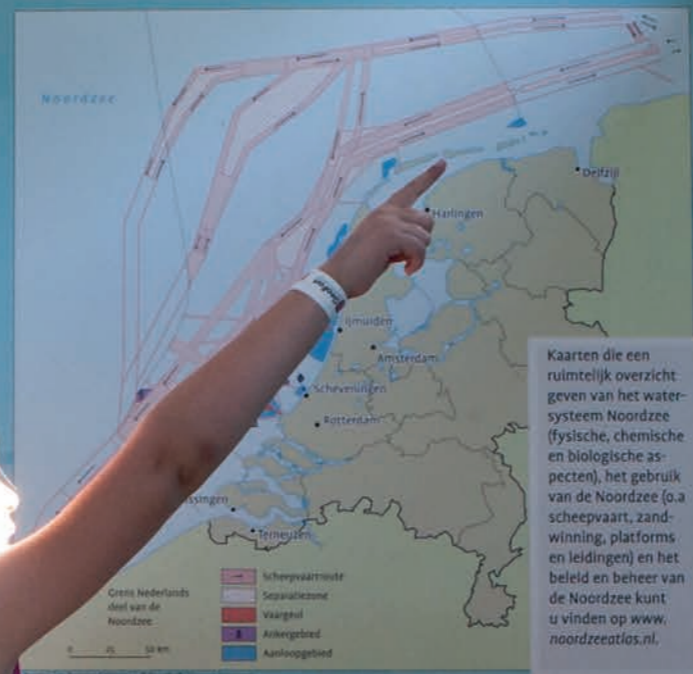 Noordzee
Delfzijl
Harlingen
IJmuiden
Amsterdam
Scheveningen
Rotterdam
ssingen
Terneuzen
Grens Nederlands
deel van de
Noordzee
Scheepvaartroute
Separatiezone
Vaargeul
Ankergebied
Aanloopgebied
0 25 50 km
Kaarten die een
ruimtelijk overzicht
geven van het water-
systeem Noordzee
(fysische, chemische
en biologische as-
pecten), het gebruik
van de Noordzee (o.a
scheepvaart, zand-
winning, platforms
en leidingen) en het
beleid en beheer van
de Noordzee kunt
u vinden op www.
noordzeeatlas.nl.